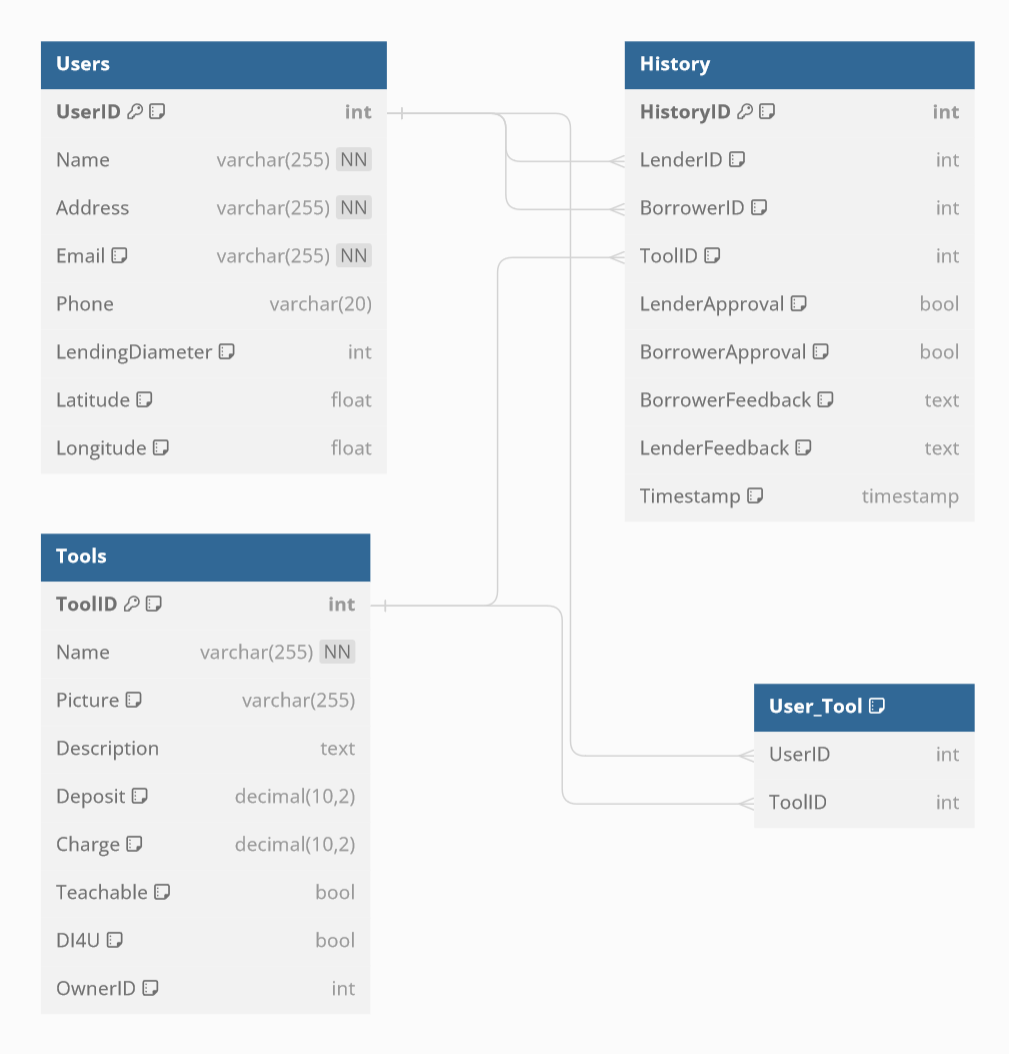 Users
UserID int
Name varchar(255) NN
Address varchar(255) NN
Email varchar(255) NN
Phone varchar(20)
LendingDiameter int
Latitude float
Longitude float
History
HistoryID int
LenderID int
BorrowerID int
ToolID int
LenderApproval bool
BorrowerApproval bool
BorrowerFeedback text
LenderFeedback text
Timestamp timestamp
Tools
ToolID int
Name varchar(255) NN
Picture varchar(255)
Description text
Deposit decimal(10,2)
Charge decimal(10,2)
Teachable bool
DI4U bool
OwnerID int
User_Tool
UserID int
ToolID int